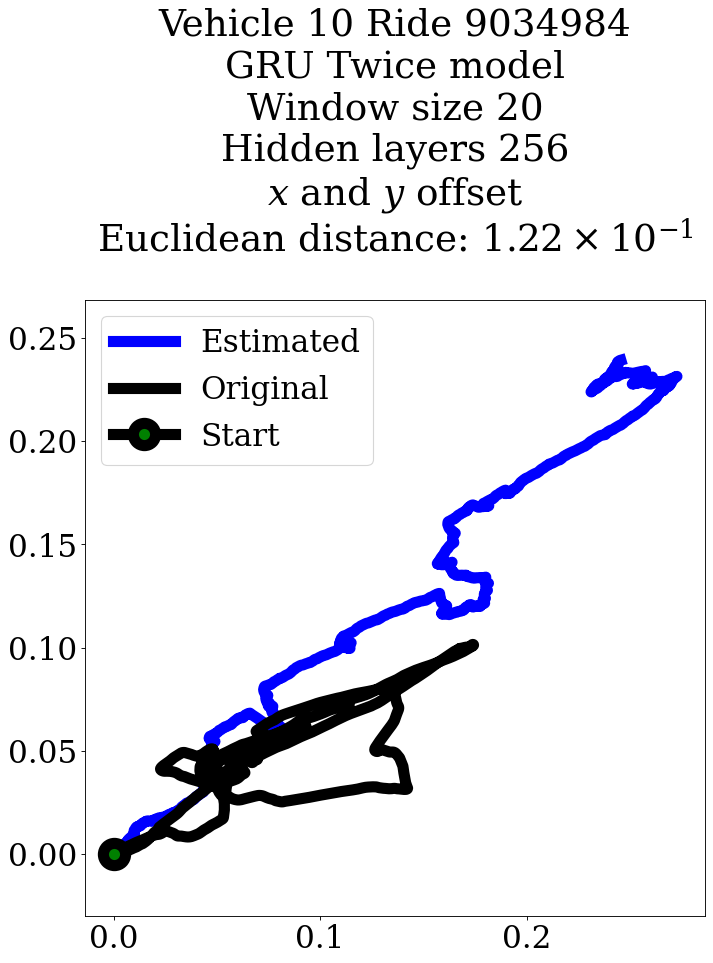 Vehicle 10 Ride 9034984
GRU Twice model
Window size 20
Hidden layers 256
x and y offset
Euclidean distance: 1.22 × 10⁻¹
Estimated
Original
Start
0.25
0.20
0.15
0.10
0.05
0.00
0.0 0.1 0.2